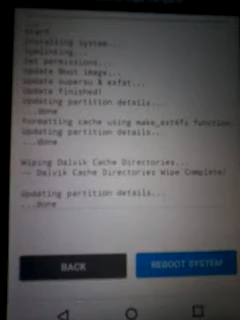 Start
Installing system...
Symlinking...
Set permissions...
Update Boot image...
Update supersu & exfat...
Update finished!
Updating partition details...
...done
Formatting cache using make_ext4fs function.
Updating partition details...
...done
Wiping Dalvik Cache Directories...
-- Dalvik Cache Directories Wipe Complete!
Updating partition details...
...done
BACK
REBOOT SYSTEM